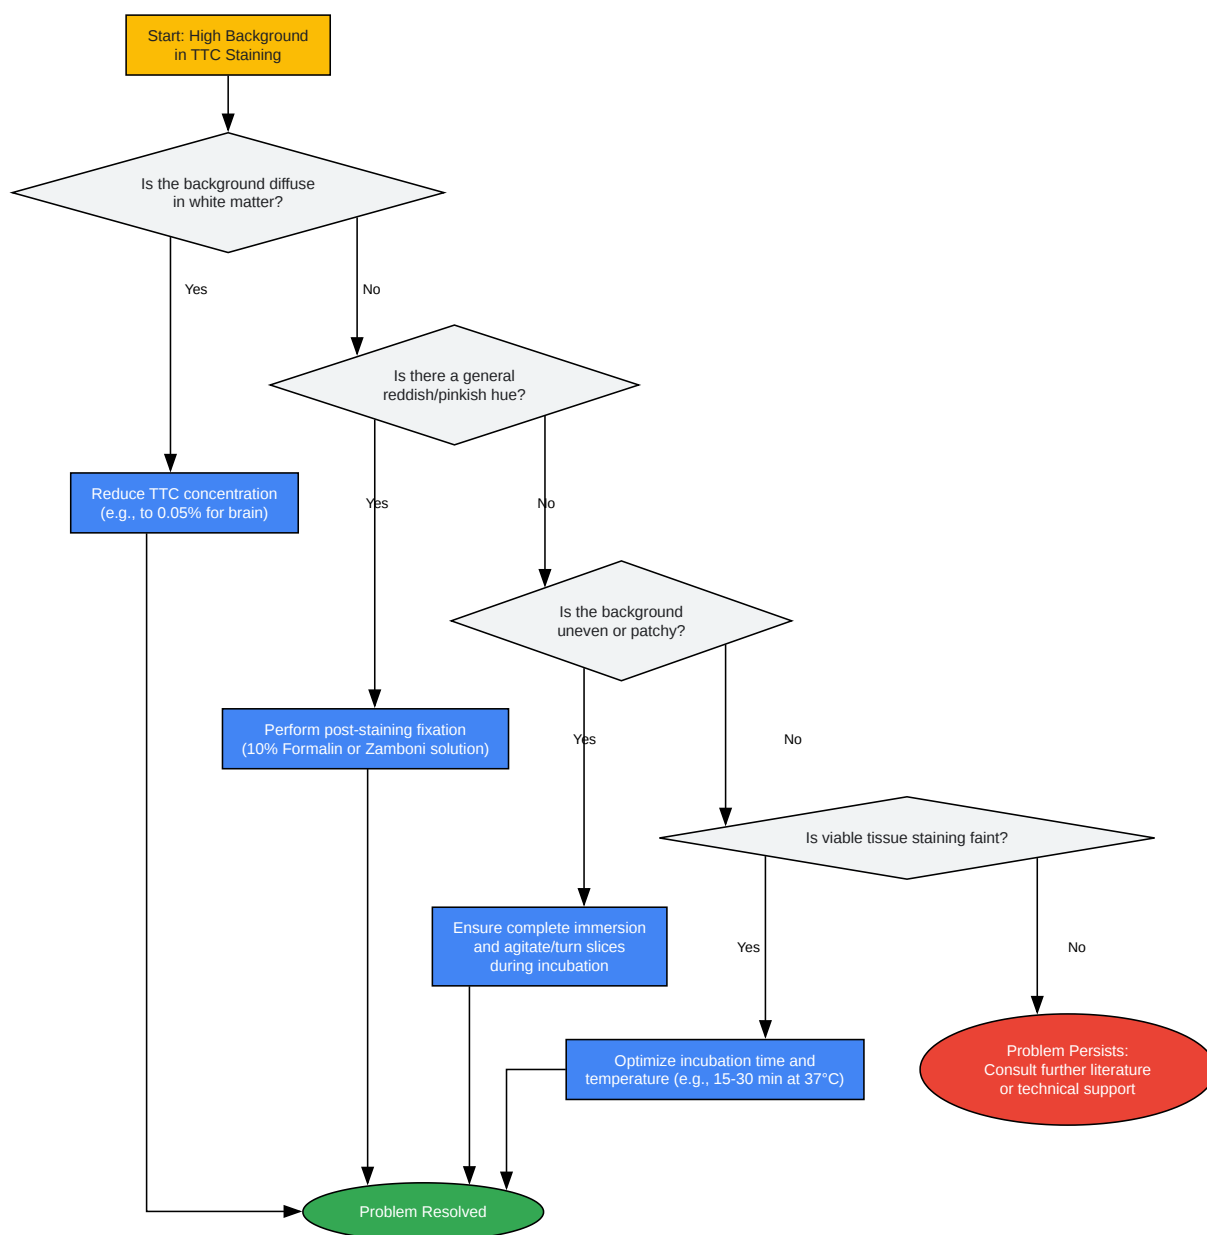 Start: High Background
in TTC Staining
Is the background diffuse
in white matter?
Yes
No
Is there a general
reddish/pinkish hue?
Reduce TTC concentration
(e.g., to 0.05% for brain)
Yes
No
Is the background
uneven or patchy?
Perform post-staining fixation
(10% Formalin or Zamboni solution)
Yes
No
Is viable tissue staining faint?
Ensure complete immersion
and agitate/turn slices
during incubation
Yes
No
Optimize incubation time and
temperature (e.g., 15-30 min at 37°C)
Problem Persists:
Consult further literature
or technical support
Problem Resolved